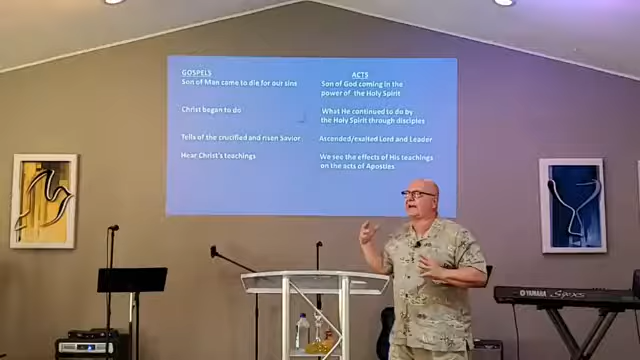 GOSPELS
Son of Man came to die for our sins
Christ began to do
Tells of the crucified and risen Savior
Hear Christ's teachings
ACTS
Son of God coming in the
power of the Holy Spirit
What He continued to do by
the Holy Spirit through disciples
Ascended/exalted Lord and Leader
We see the effects of His teachings
on the acts of Apostles
YAMAHA